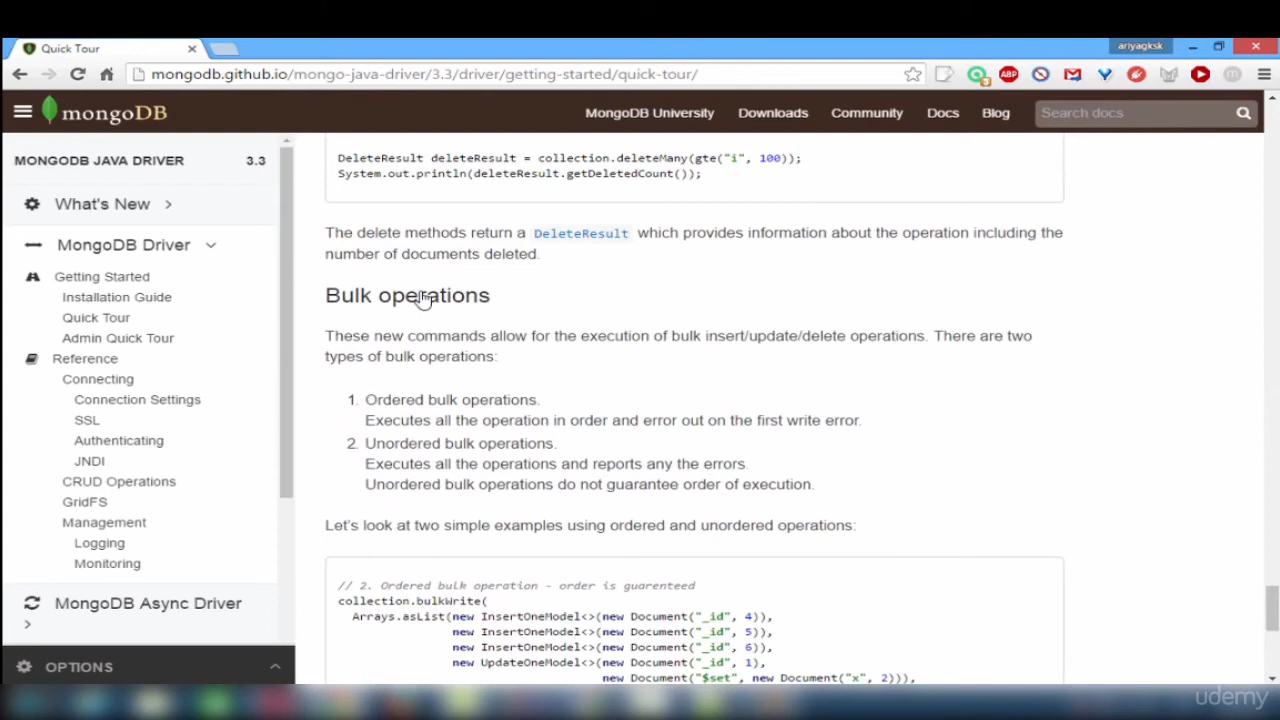 Quick Tour
ariyagksk
mongodb.github.io/mongo-java-driver/3.3/driver/getting-started/quick-tour/
ABP
mongoDB
MongoDB University
Downloads
Community
Docs
Blog
Search docs
MONGODB JAVA DRIVER 3.3
What's New
MongoDB Driver
Getting Started
Installation Guide
Quick Tour
Admin Quick Tour
Reference
Connecting
Connection Settings
SSL
Authenticating
JNDI
CRUD Operations
GridFS
Management
Logging
Monitoring
MongoDB Async Driver
OPTIONS
DeleteResult deleteResult = collection.deleteMany(gte("i", 100));
System.out.println(deleteResult.getDeletedCount());
The delete methods return a DeleteResult which provides information about the operation including the
number of documents deleted.
Bulk operations
These new commands allow for the execution of bulk insert/update/delete operations. There are two
types of bulk operations:
1. Ordered bulk operations.
Executes all the operation in order and error out on the first write error.
2. Unordered bulk operations.
Executes all the operations and reports any the errors.
Unordered bulk operations do not guarantee order of execution.
Let's look at two simple examples using ordered and unordered operations:
// 2. Ordered bulk operation - order is guarenteed
collection.bulkWrite(
Arrays.asList(new InsertOneModel<>(new Document("_id", 4)),
new InsertOneModel<>(new Document("_id", 5)),
new InsertOneModel<>(new Document("_id", 6)),
new UpdateOneModel<>(new Document("_id", 1),
new Document("$set", new Document("x", 2))),
udemy